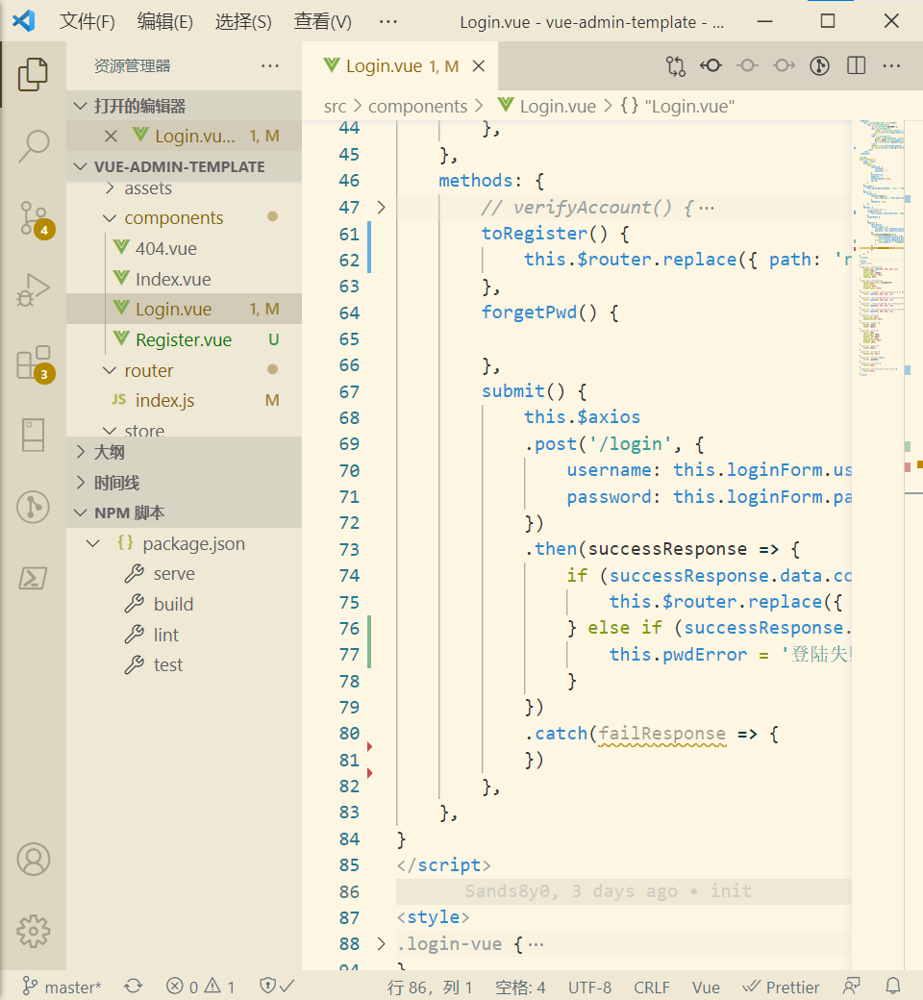 文件(F) 编辑(E) 选择(S) 查看(V) ··· Login.vue - vue-admin-template - ...
资源管理器 ···
打开的编辑器
Login.vu... 1, M
VUE-ADMIN-TEMPLATE
assets
components
404.vue
Index.vue
Login.vue 1, M
Register.vue U
router
JS index.js M
store
大纲
时间线
NPM 脚本
{} package.json
serve
build
lint
test
4
3
Login.vue 1, M
···
src > components > Login.vue > {} "Login.vue"
44 },
45 },
46 methods: {
47 // verifyAccount() {···
61 toRegister() {
62 this.$router.replace({ path: 'r
63 },
64 forgetPwd() {
65
66 },
67 submit() {
68 this.$axios
69 .post('/login', {
70 username: this.loginForm.us
71 password: this.loginForm.pa
72 })
73 .then(successResponse => {
74 if (successResponse.data.co
75 this.$router.replace({
76 } else if (successResponse.
77 this.pwdError = '登陆失
78 }
79 })
80 .catch(failResponse => {
81 })
82 },
83 },
84 }
85 </script>
86 Sands8y0, 3 days ago • init
87 <style>
88 .login-vue {···
94 }
master* 0 1 行 86，列 1 空格: 4 UTF-8 CRLF Vue Prettier